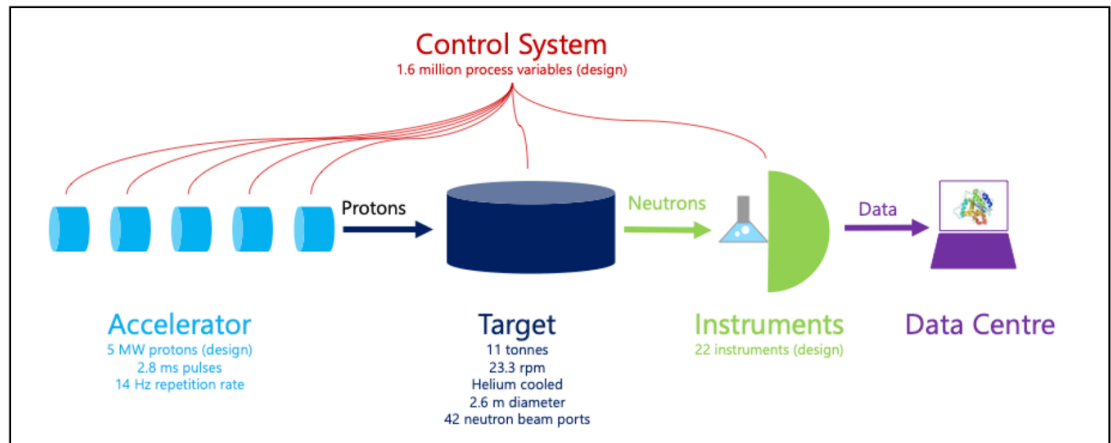 Control System
1.6 million process variables (design)
Protons
Neutrons
Data
Accelerator
5 MW protons (design)
2.8 ms pulses
14 Hz repetition rate
Target
11 tonnes
23.3 rpm
Helium cooled
2.6 m diameter
42 neutron beam ports
Instruments
22 instruments (design)
Data Centre